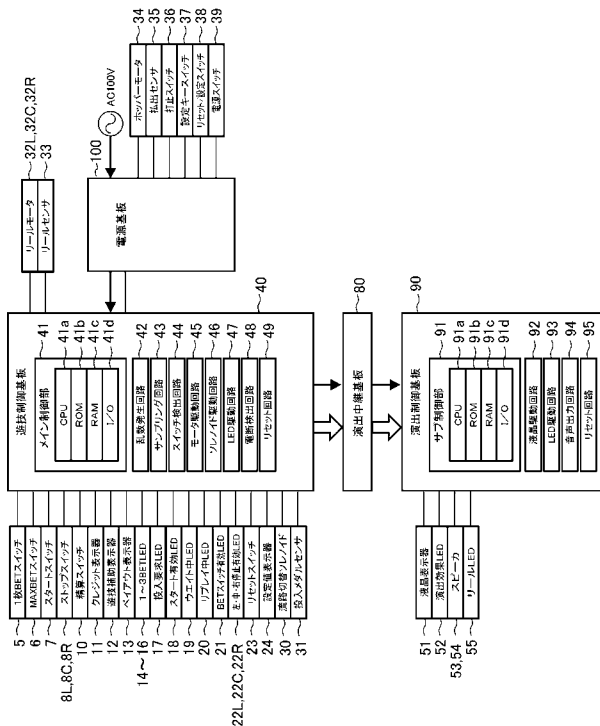 1枚BETスイッチ
MAXBETスイッチ
スタートスイッチ
ストップスイッチ
精算スイッチ
クレジット表示器
遊技補助表示器
ペイアウト表示器
1~3BETLED
投入要求LED
スタート有効LED
ウエイト中LED
リプレイ中LED
BETスイッチ有効LED
左,中,右停止有効LED
リセットスイッチ
設定値表示器
流路切替ソレノイド
投入メダルセンサ
5
6
7
8L,8C,8R
10
11
12
13
14~16
17
18
19
20
21
22L,22C,22R
23
24
30
31
遊技制御基板
メイン制御部
41
CPU
41a
ROM
41b
RAM
41c
I/O
41d
乱数発生回路
42
サンプリング回路
43
スイッチ検出回路
44
モータ駆動回路
45
ソレノイド駆動回路
46
LED駆動回路
47
電断検出回路
48
リセット回路
49
40
リールモータ
32L,32C,32R
リールセンサ
33
電源基板
100
AC100V
ホッパーモータ
34
払出センサ
35
打止スイッチ
36
設定キースイッチ
37
リセット/設定スイッチ
38
電源スイッチ
39
演出中継基板
80
演出制御基板
90
サブ制御部
91
CPU
91a
ROM
91b
RAM
91c
I/O
91d
液晶駆動回路
92
LED駆動回路
93
音声出力回路
94
リセット回路
95
液晶表示器
51
演出効果LED
52
スピーカ
53,54
リールLED
55